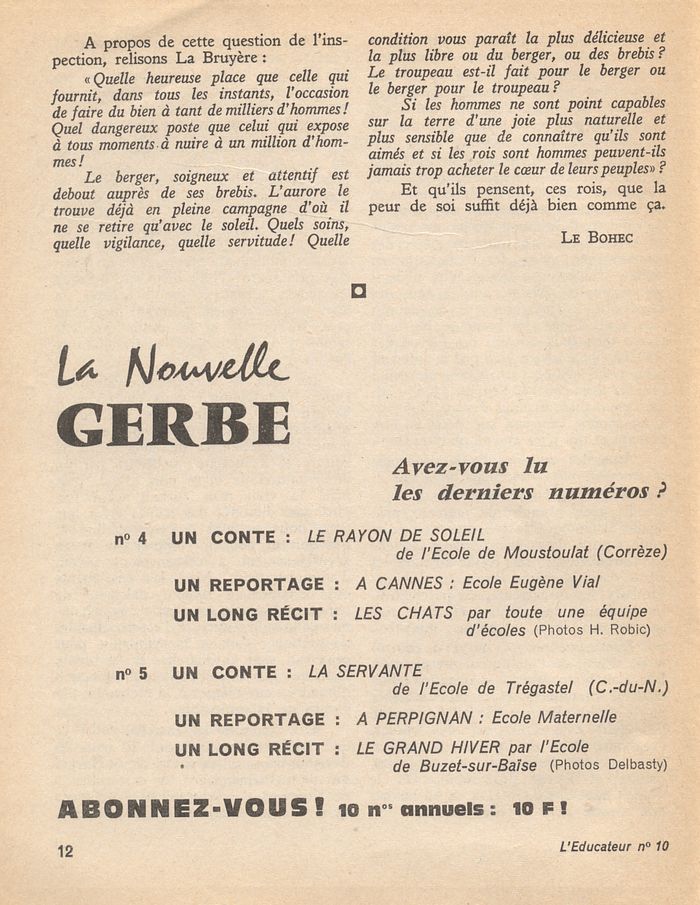 A propos de cette question de l'ins-
pection, relisons La Bruyère :
« Quelle heureuse place que celle qui
fournit, dans tous les instants, l'occasion
de faire du bien à tant de milliers d'hommes !
Quel dangereux poste que celui qui expose
à tous moments à nuire à un million d'hom-
mes !
Le berger, soigneux et attentif est
debout auprès de ses brebis. L'aurore le
trouve déjà en pleine campagne d'où il
ne se retire qu'avec le soleil. Quels soins,
quelle vigilance, quelle servitude ! Quelle
condition vous paraît la plus délicieuse et
la plus libre ou du berger, ou des brebis ?
Le troupeau est-il fait pour le berger ou
le berger pour le troupeau ?
Si les hommes ne sont point capables
sur la terre d'une joie plus naturelle et
plus sensible que de connaître qu'ils sont
aimés et si les rois sont hommes peuvent-ils
jamais trop acheter le cœur de leurs peuples» ?
Et qu'ils pensent, ces rois, que la
peur de soi suffit déjà bien comme ça.
LE BOHEC
La Nouvelle
GERBE
Avez-vous lu
les derniers numéros ?
nº 4 UN CONTE : LE RAYON DE SOLEIL
de l'Ecole de Moustoulat (Corrèze)
UN REPORTAGE : A CANNES : Ecole Eugène Vial
UN LONG RÉCIT : LES CHATS par toute une équipe
d'écoles (Photos H. Robic)
nº 5 UN CONTE : LA SERVANTE
de l'Ecole de Trégastel (C.-du-N.)
UN REPORTAGE : A PERPIGNAN : Ecole Maternelle
UN LONG RÉCIT : LE GRAND HIVER par l'Ecole
de Buzet-sur-Baïse (Photos Delbasty)
ABONNEZ-VOUS ! 10 nºs annuels : 10 F !
12
L'Educateur nº 10